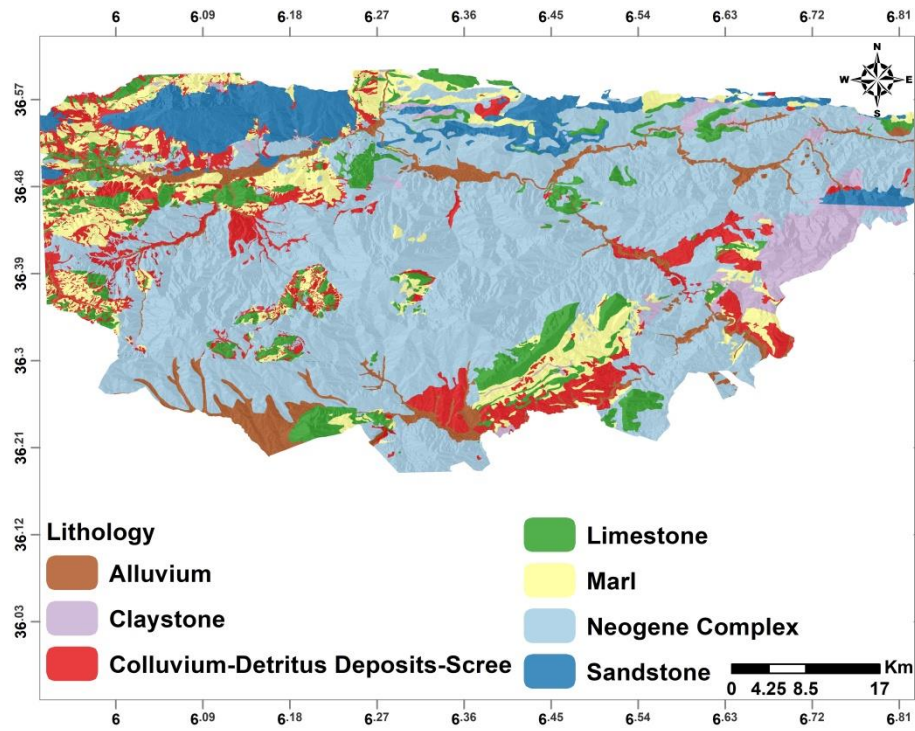 6 6.09 6.18 6.27 6.36 6.45 6.54 6.63 6.72 6.81
N
W E
S
36.57
36.48
36.39
36.3
36.21
36.12
36.03
Lithology
Alluvium
Claystone
Colluvium-Detritus Deposits-Scree
Limestone
Marl
Neogene Complex
Sandstone
Km
0 4.25 8.5 17
6 6.09 6.18 6.27 6.36 6.45 6.54 6.63 6.72 6.81